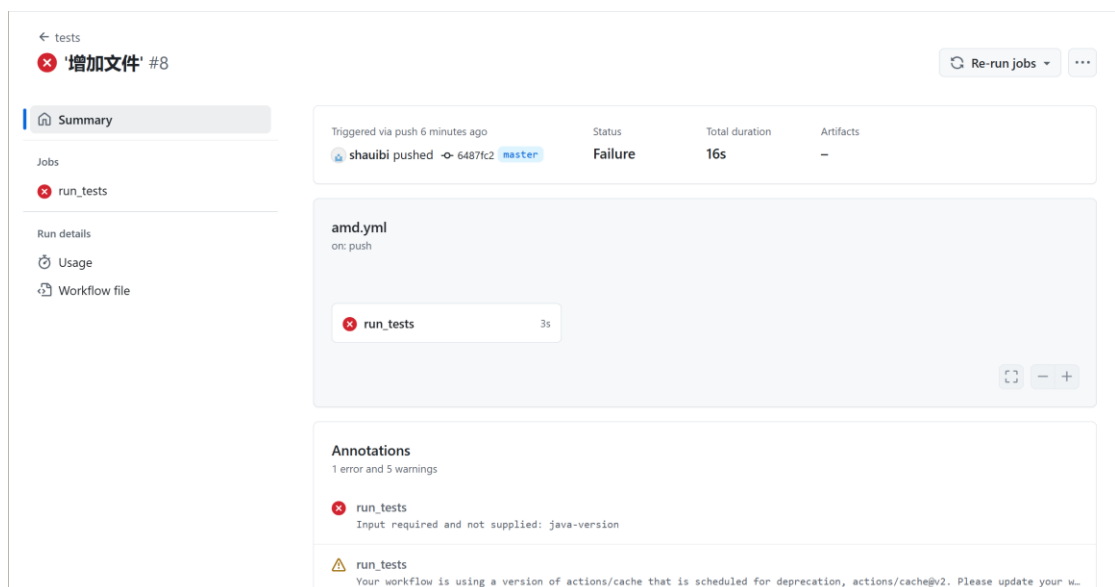 tests
'增加文件' #8
Re-run jobs
Summary
Jobs
run_tests
Run details
Usage
Workflow file
Triggered via push 6 minutes ago
shauibi pushed 6487fc2 master
Status
Failure
Total duration
16s
Artifacts
–
amd.yml
on: push
run_tests 3s
Annotations
1 error and 5 warnings
run_tests
Input required and not supplied: java-version
run_tests
Your workflow is using a version of actions/cache that is scheduled for deprecation, actions/cache@v2. Please update your w…